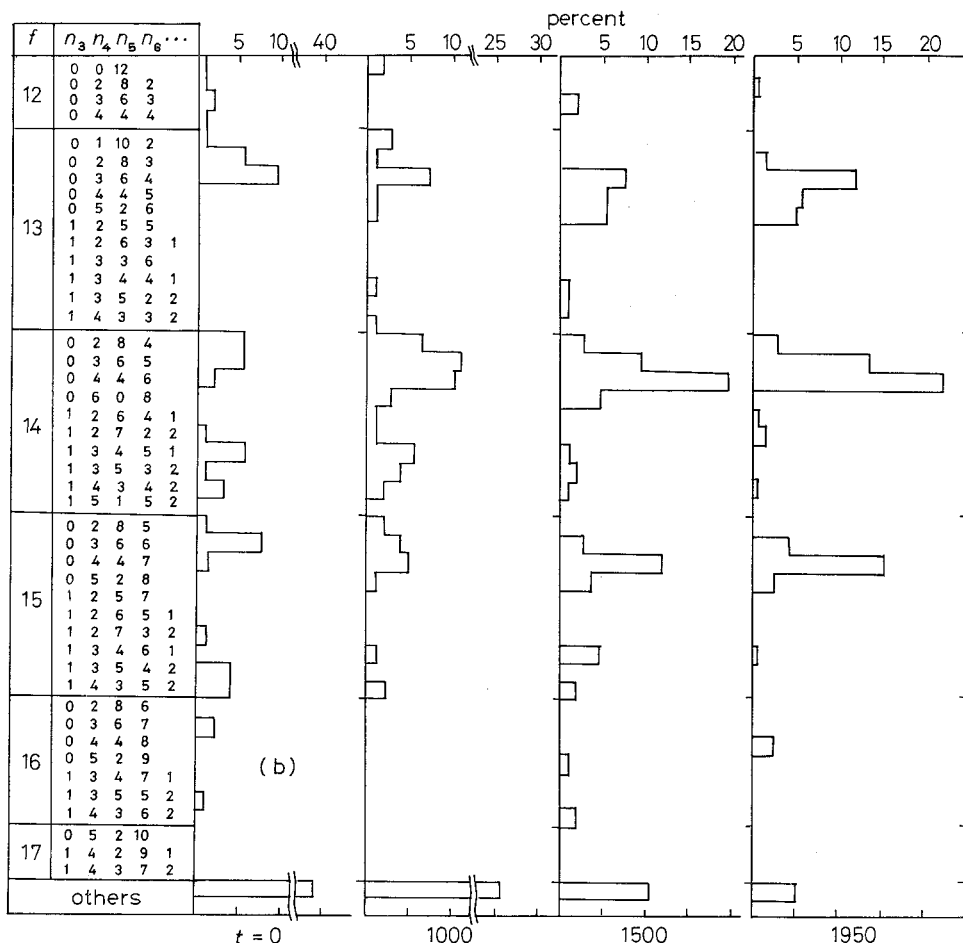 percent
f n₃ n₄ n₅ n₆ ··· 5 10 40 5 10 25 30 5 10 15 20 5 10 15 20
12
0 0 12
0 2 8 2
0 3 6 3
0 4 4 4
13
0 1 10 2
0 2 8 3
0 3 6 4
0 4 4 5
0 5 2 6
1 2 5 5
1 2 6 3 1
1 3 3 6
1 3 4 4 1
1 3 5 2 2
1 4 3 3 2
14
0 2 8 4
0 3 6 5
0 4 4 6
0 6 0 8
1 2 6 4 1
1 2 7 2 2
1 3 4 5 1
1 3 5 3 2
1 4 3 4 2
1 5 1 5 2
15
0 2 8 5
0 3 6 6
0 4 4 7
0 5 2 8
1 2 5 7
1 2 6 5 1
1 2 7 3 2
1 3 4 6 1
1 3 5 4 2
1 4 3 5 2
16
0 2 8 6
0 3 6 7
0 4 4 8
0 5 2 9
1 3 4 7 1
1 3 5 5 2
1 4 3 6 2
(b)
17
0 5 2 10
1 4 2 9 1
1 4 3 7 2
others
t = 0 1000 1500 1950